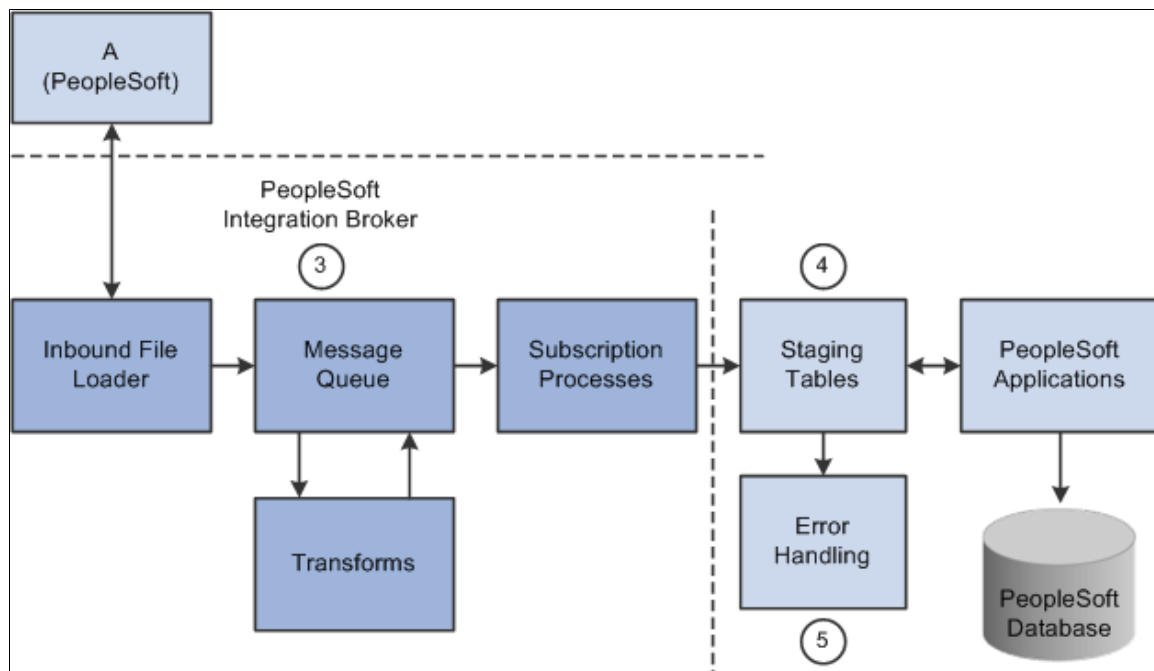 A
(PeopleSoft)
PeopleSoft
Integration Broker
3
4
Inbound File
Loader
Message
Queue
Subscription
Processes
Staging
Tables
PeopleSoft
Applications
Transforms
Error
Handling
5
PeopleSoft
Database